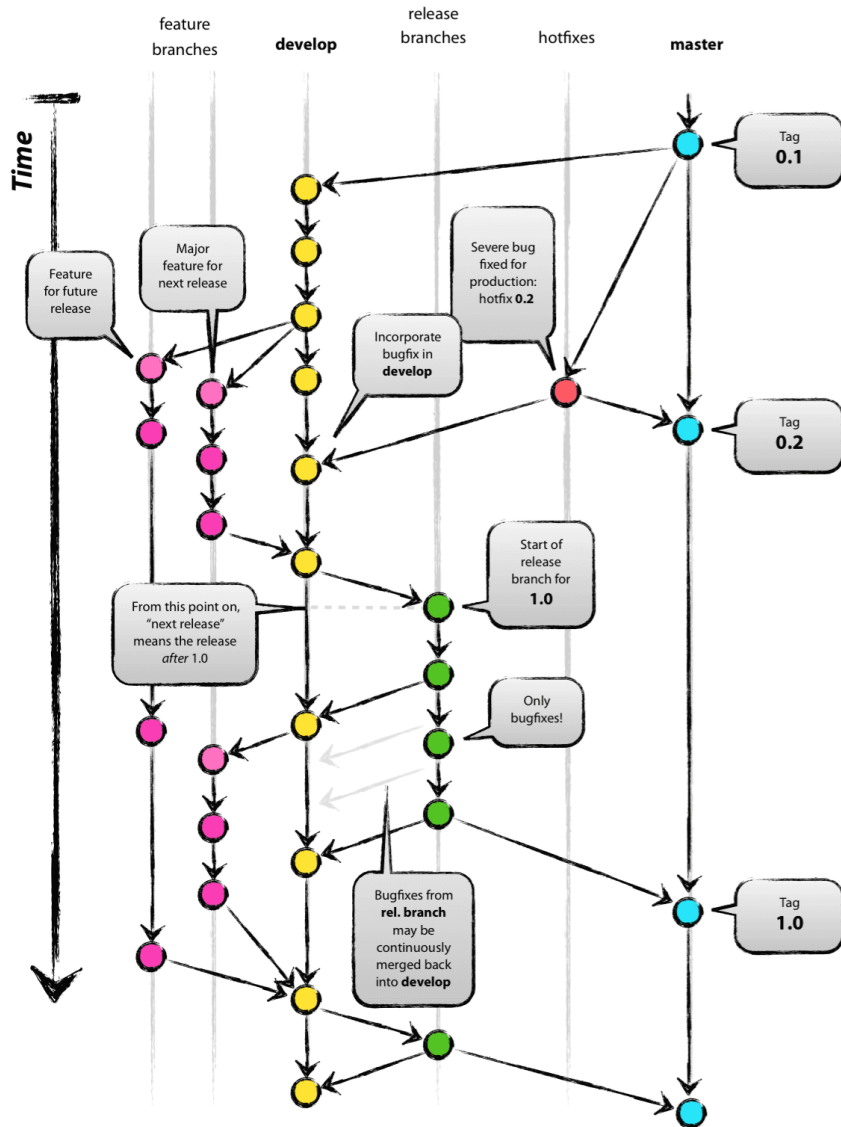 feature
branches
develop
release
branches
hotfixes
master
Time
Tag
0.1
Feature
for future
release
Major
feature for
next release
Severe bug
fixed for
production:
hotfix 0.2
Incorporate
bugfix in
develop
Tag
0.2
Start of
release
branch for
1.0
From this point on,
“next release”
means the release
after 1.0
Only
bugfixes!
Bugfixes from
rel. branch
may be
continuously
merged back
into develop
Tag
1.0